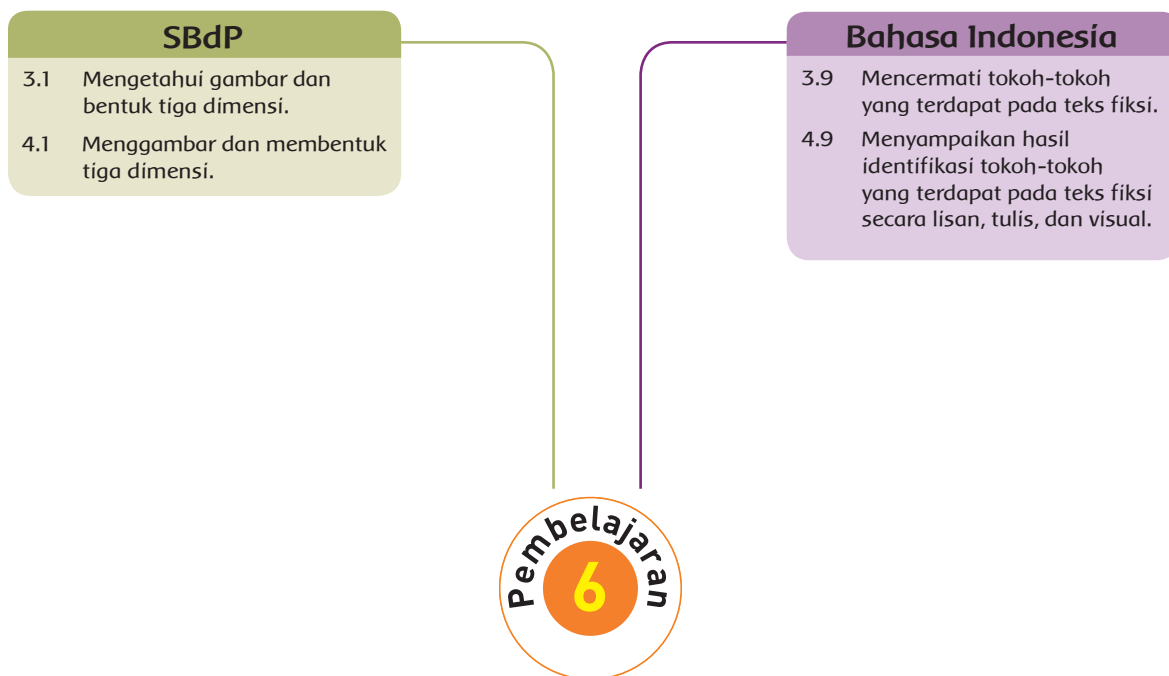 SBdP
3.1 Mengetahui gambar dan
bentuk tiga dimensi.
4.1 Menggambar dan membentuk
tiga dimensi.
Bahasa Indonesia
3.9 Mencermati tokoh-tokoh
yang terdapat pada teks fiksi.
4.9 Menyampaikan hasil
identifikasi tokoh-tokoh
yang terdapat pada teks fiksi
secara lisan, tulis, dan visual.
Pembelajaran
6